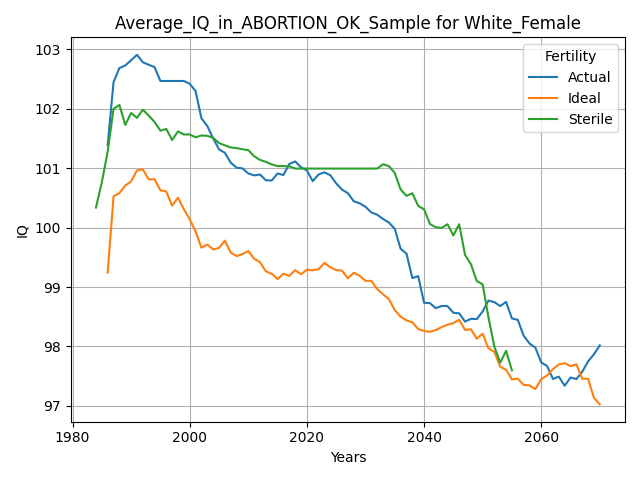 Average_IQ_in_ABORTION_OK_Sample for White_Female
Fertility
Actual
Ideal
Sterile
IQ
103
102
101
100
99
98
97
1980
2000
2020
2040
2060
Years